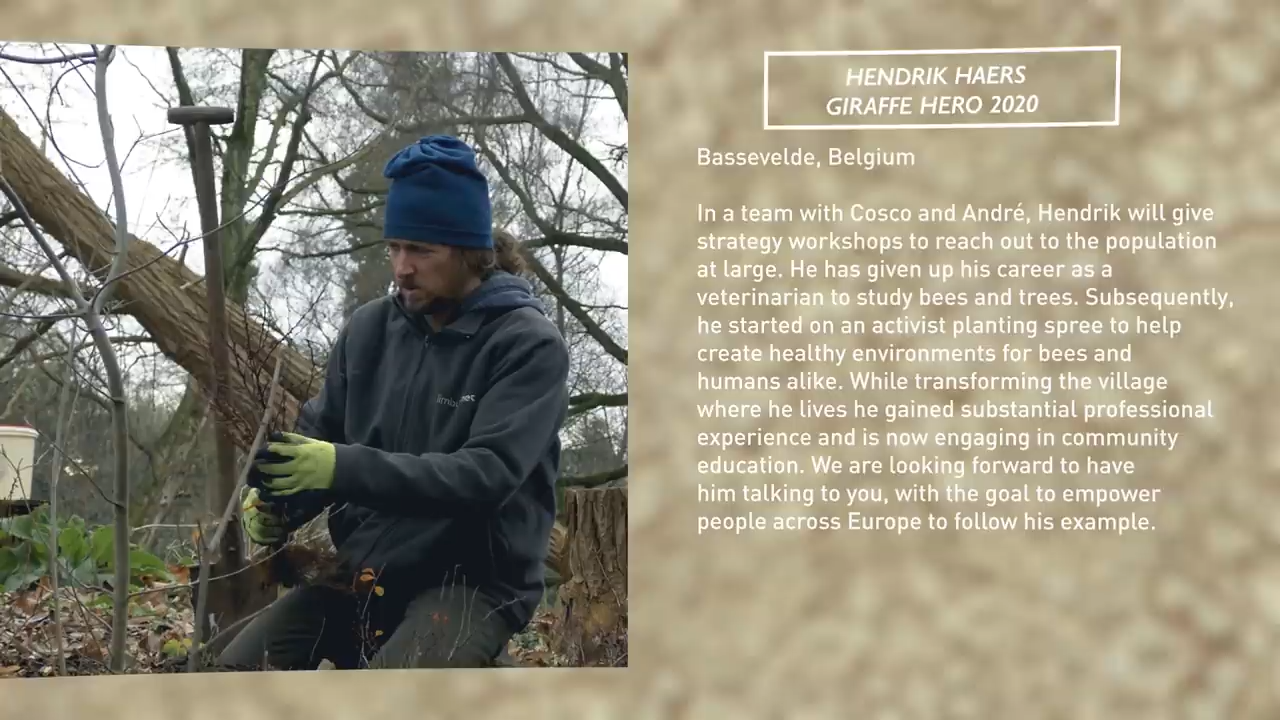 HENDRIK HAERS
GIRAFFE HERO 2020
Bassevelde, Belgium
In a team with Cosco and André, Hendrik will give
strategy workshops to reach out to the population
at large. He has given up his career as a
veterinarian to study bees and trees. Subsequently,
he started on an activist planting spree to help
create healthy environments for bees and
humans alike. While transforming the village
where he lives he gained substantial professional
experience and is now engaging in community
education. We are looking forward to have
him talking to you, with the goal to empower
people across Europe to follow his example.